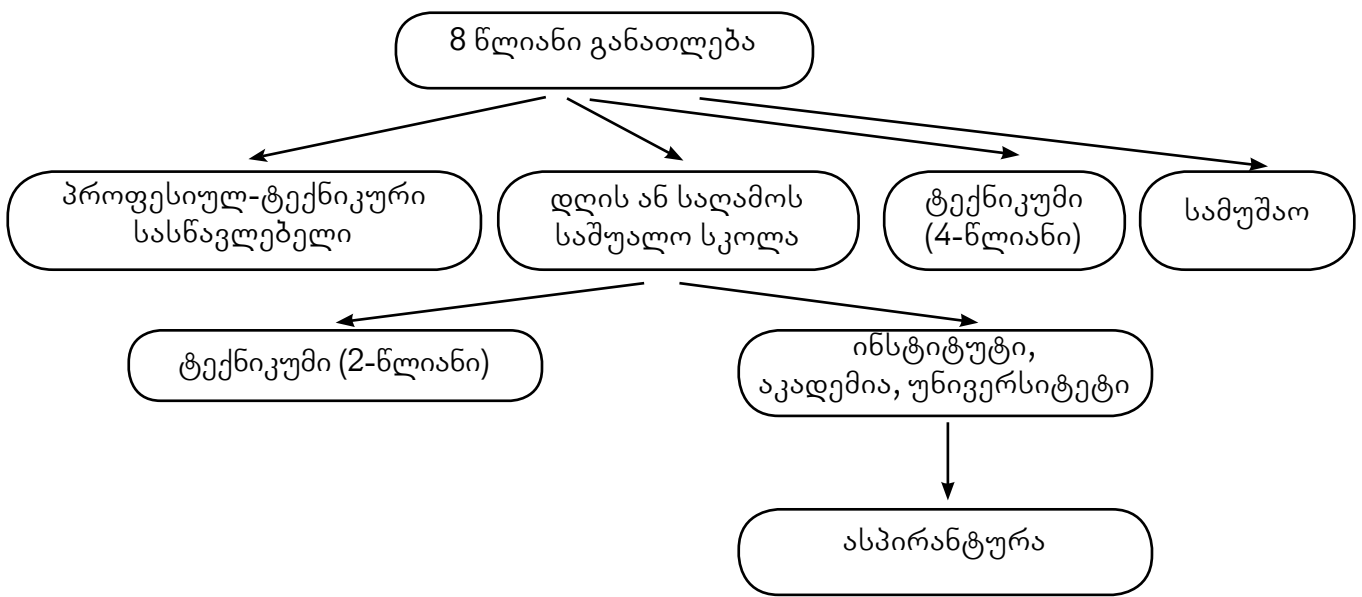 8 წლიანი განათლება
პროფესიულ-ტექნიკური
სასწავლებელი
დღის ან საღამოს
საშუალო სკოლა
ტექნიკუმი
(4-წლიანი)
სამუშაო
ტექნიკუმი (2-წლიანი)
ინსტიტუტი,
აკადემია, უნივერსიტეტი
ასპირანტურა